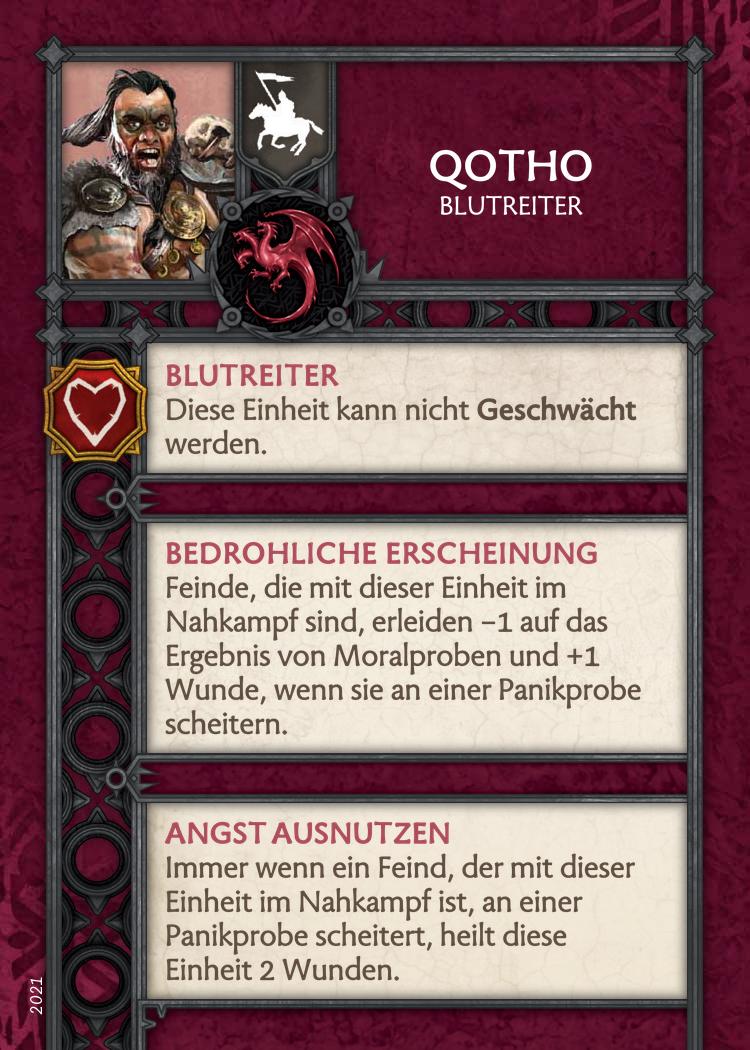 QOTHO
BLUTREITER
BLUTREITER
Diese Einheit kann nicht Geschwächt
werden.
BEDROHLICHE ERSCHEINUNG
Feinde, die mit dieser Einheit im
Nahkampf sind, erleiden −1 auf das
Ergebnis von Moralproben und +1
Wunde, wenn sie an einer Panikprobe
scheitern.
ANGST AUSNUTZEN
Immer wenn ein Feind, der mit dieser
Einheit im Nahkampf ist, an einer
Panikprobe scheitert, heilt diese
Einheit 2 Wunden.
2021